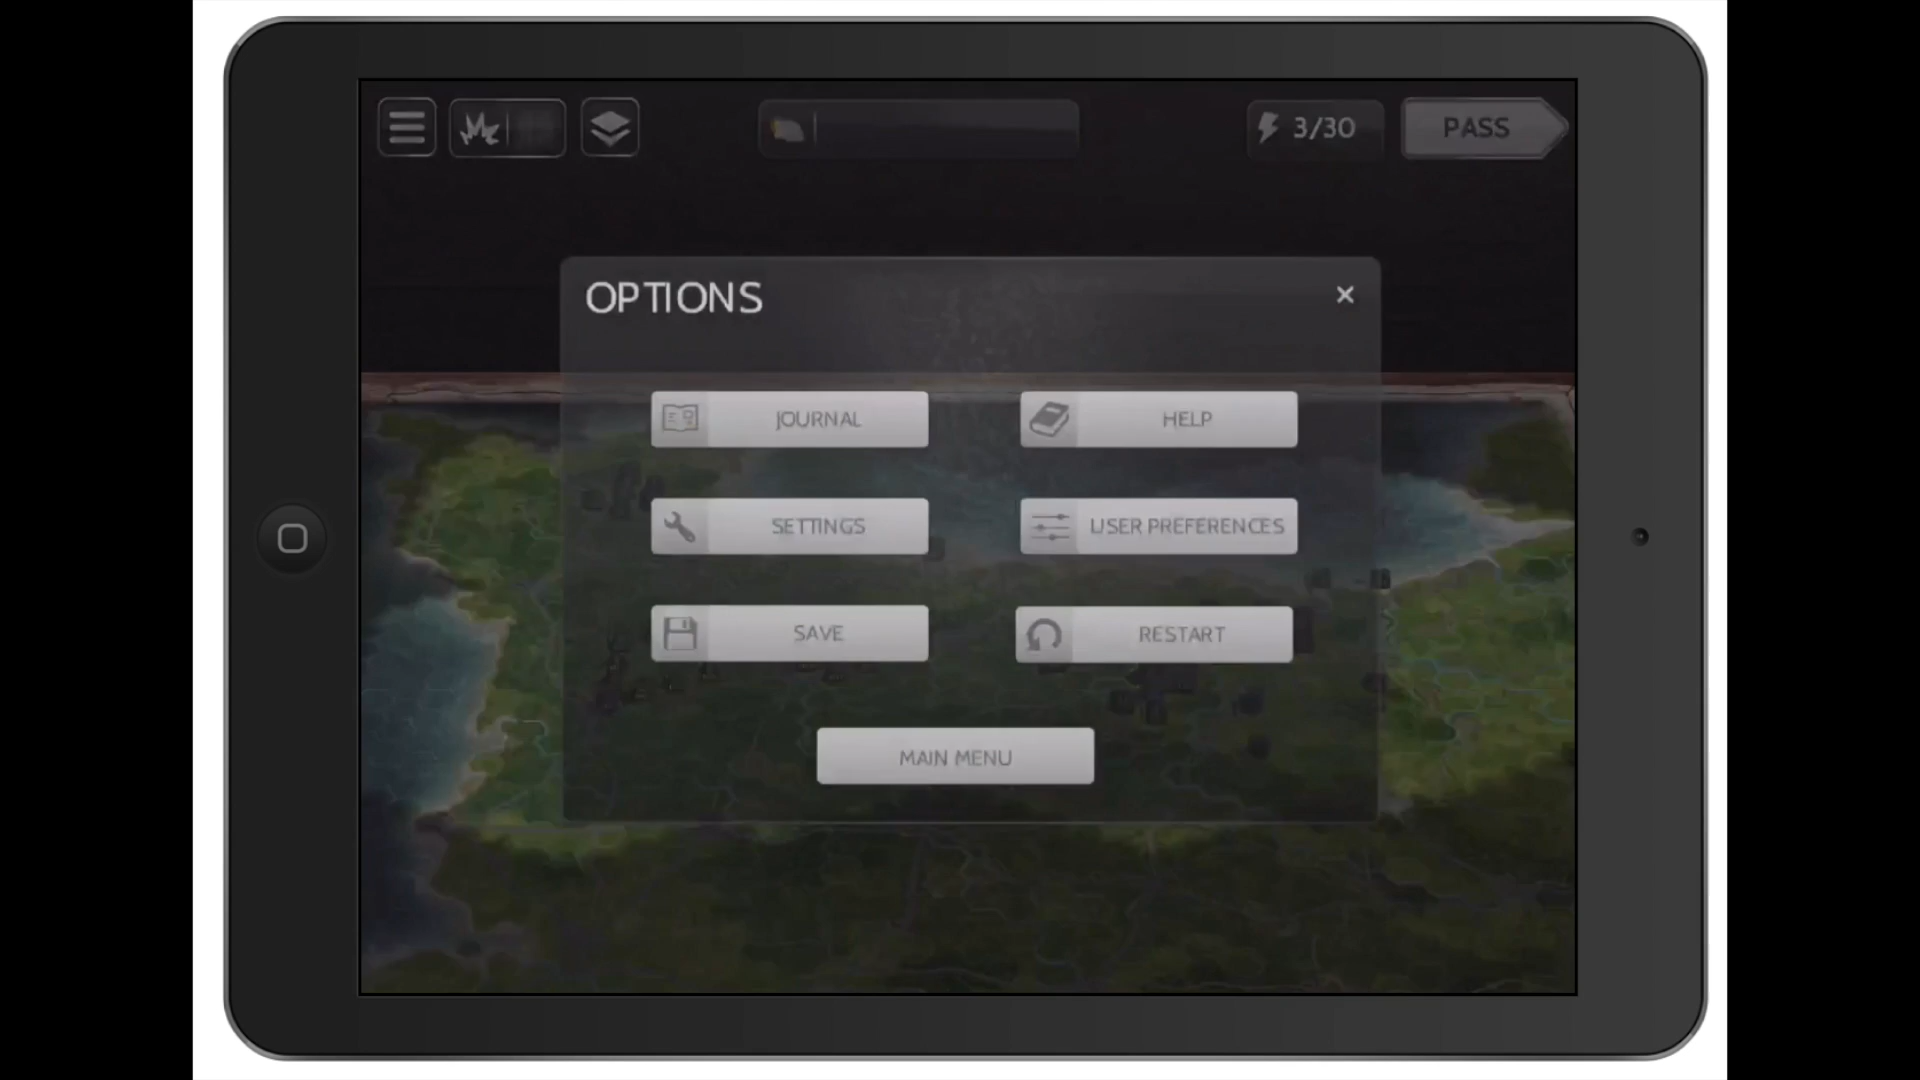 3/30
PASS
OPTIONS
JOURNAL
HELP
SETTINGS
USER PREFERENCES
SAVE
RESTART
MAIN MENU